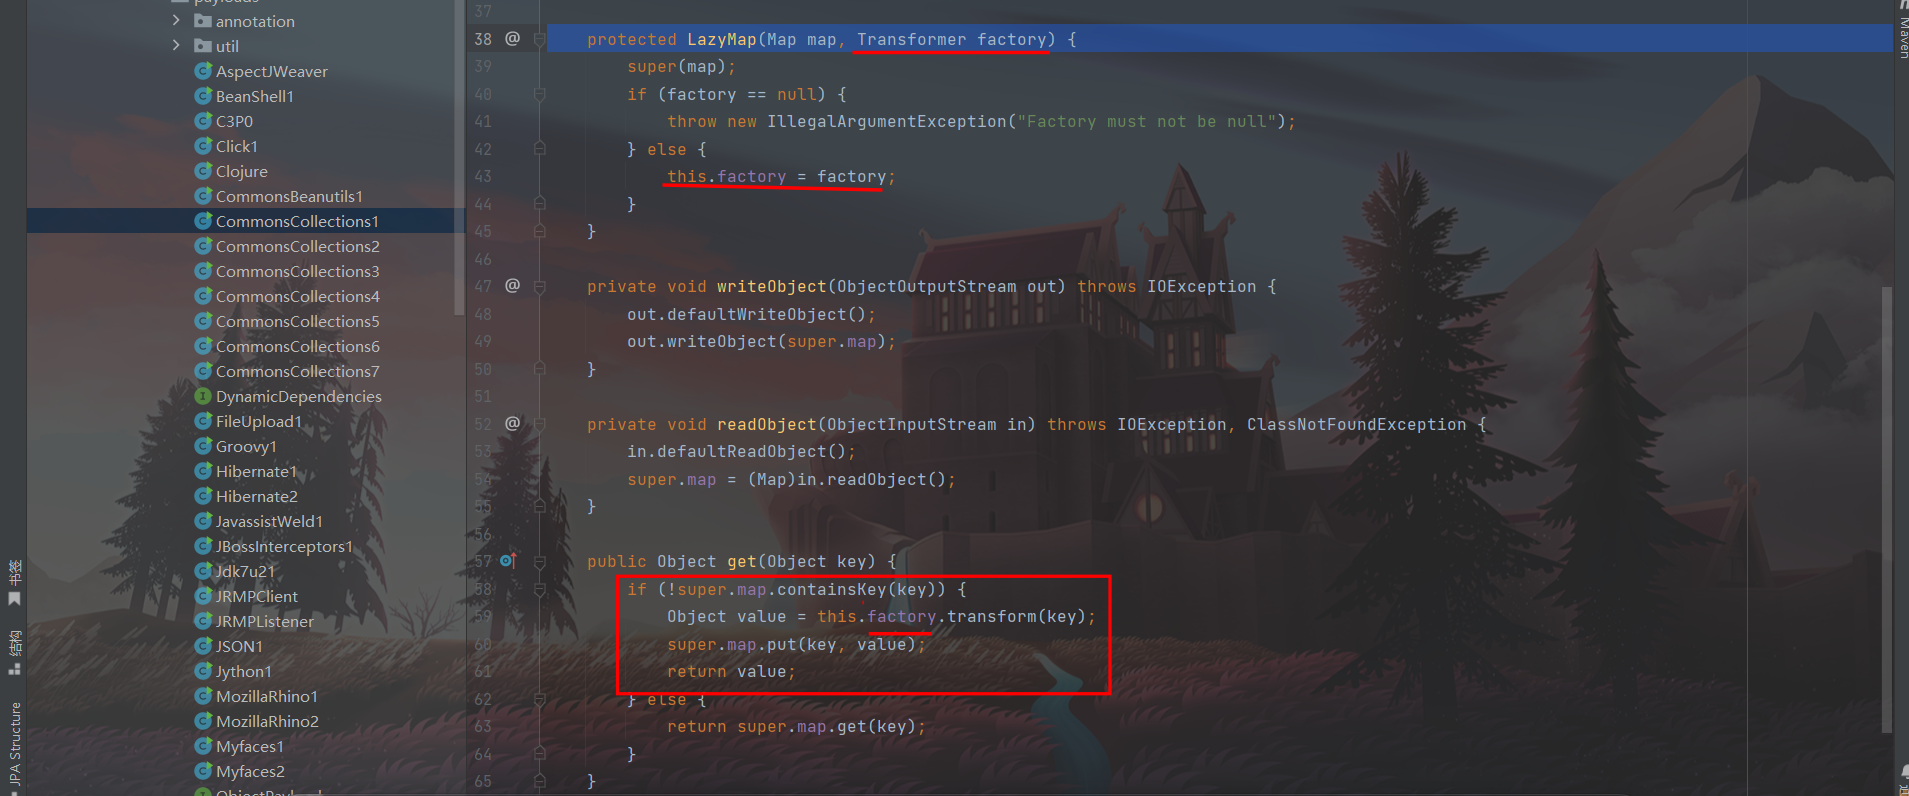 payloads
annotation
util
AspectJWeaver
BeanShell1
C3P0
Click1
Clojure
CommonsBeanutils1
CommonsCollections1
CommonsCollections2
CommonsCollections3
CommonsCollections4
CommonsCollections5
CommonsCollections6
CommonsCollections7
DynamicDependencies
FileUpload1
Groovy1
Hibernate1
Hibernate2
JavassistWeld1
JBossInterceptors1
Jdk7u21
JRMPClient
JRMPListener
JSON1
Jython1
MozillaRhino1
MozillaRhino2
Myfaces1
Myfaces2
书签
结构
JPA Structure
37
38 @ protected LazyMap(Map map, Transformer factory) {
39 super(map);
40 if (factory == null) {
41 throw new IllegalArgumentException("Factory must not be null");
42 } else {
43 this.factory = factory;
44 }
45 }
46
47 @ private void writeObject(ObjectOutputStream out) throws IOException {
48 out.defaultWriteObject();
49 out.writeObject(super.map);
50 }
51
52 @ private void readObject(ObjectInputStream in) throws IOException, ClassNotFoundException {
53 in.defaultReadObject();
54 super.map = (Map)in.readObject();
55 }
56
57 public Object get(Object key) {
58 if (!super.map.containsKey(key)) {
59 Object value = this.factory.transform(key);
60 super.map.put(key, value);
61 return value;
62 } else {
63 return super.map.get(key);
64 }
65 }
Maven